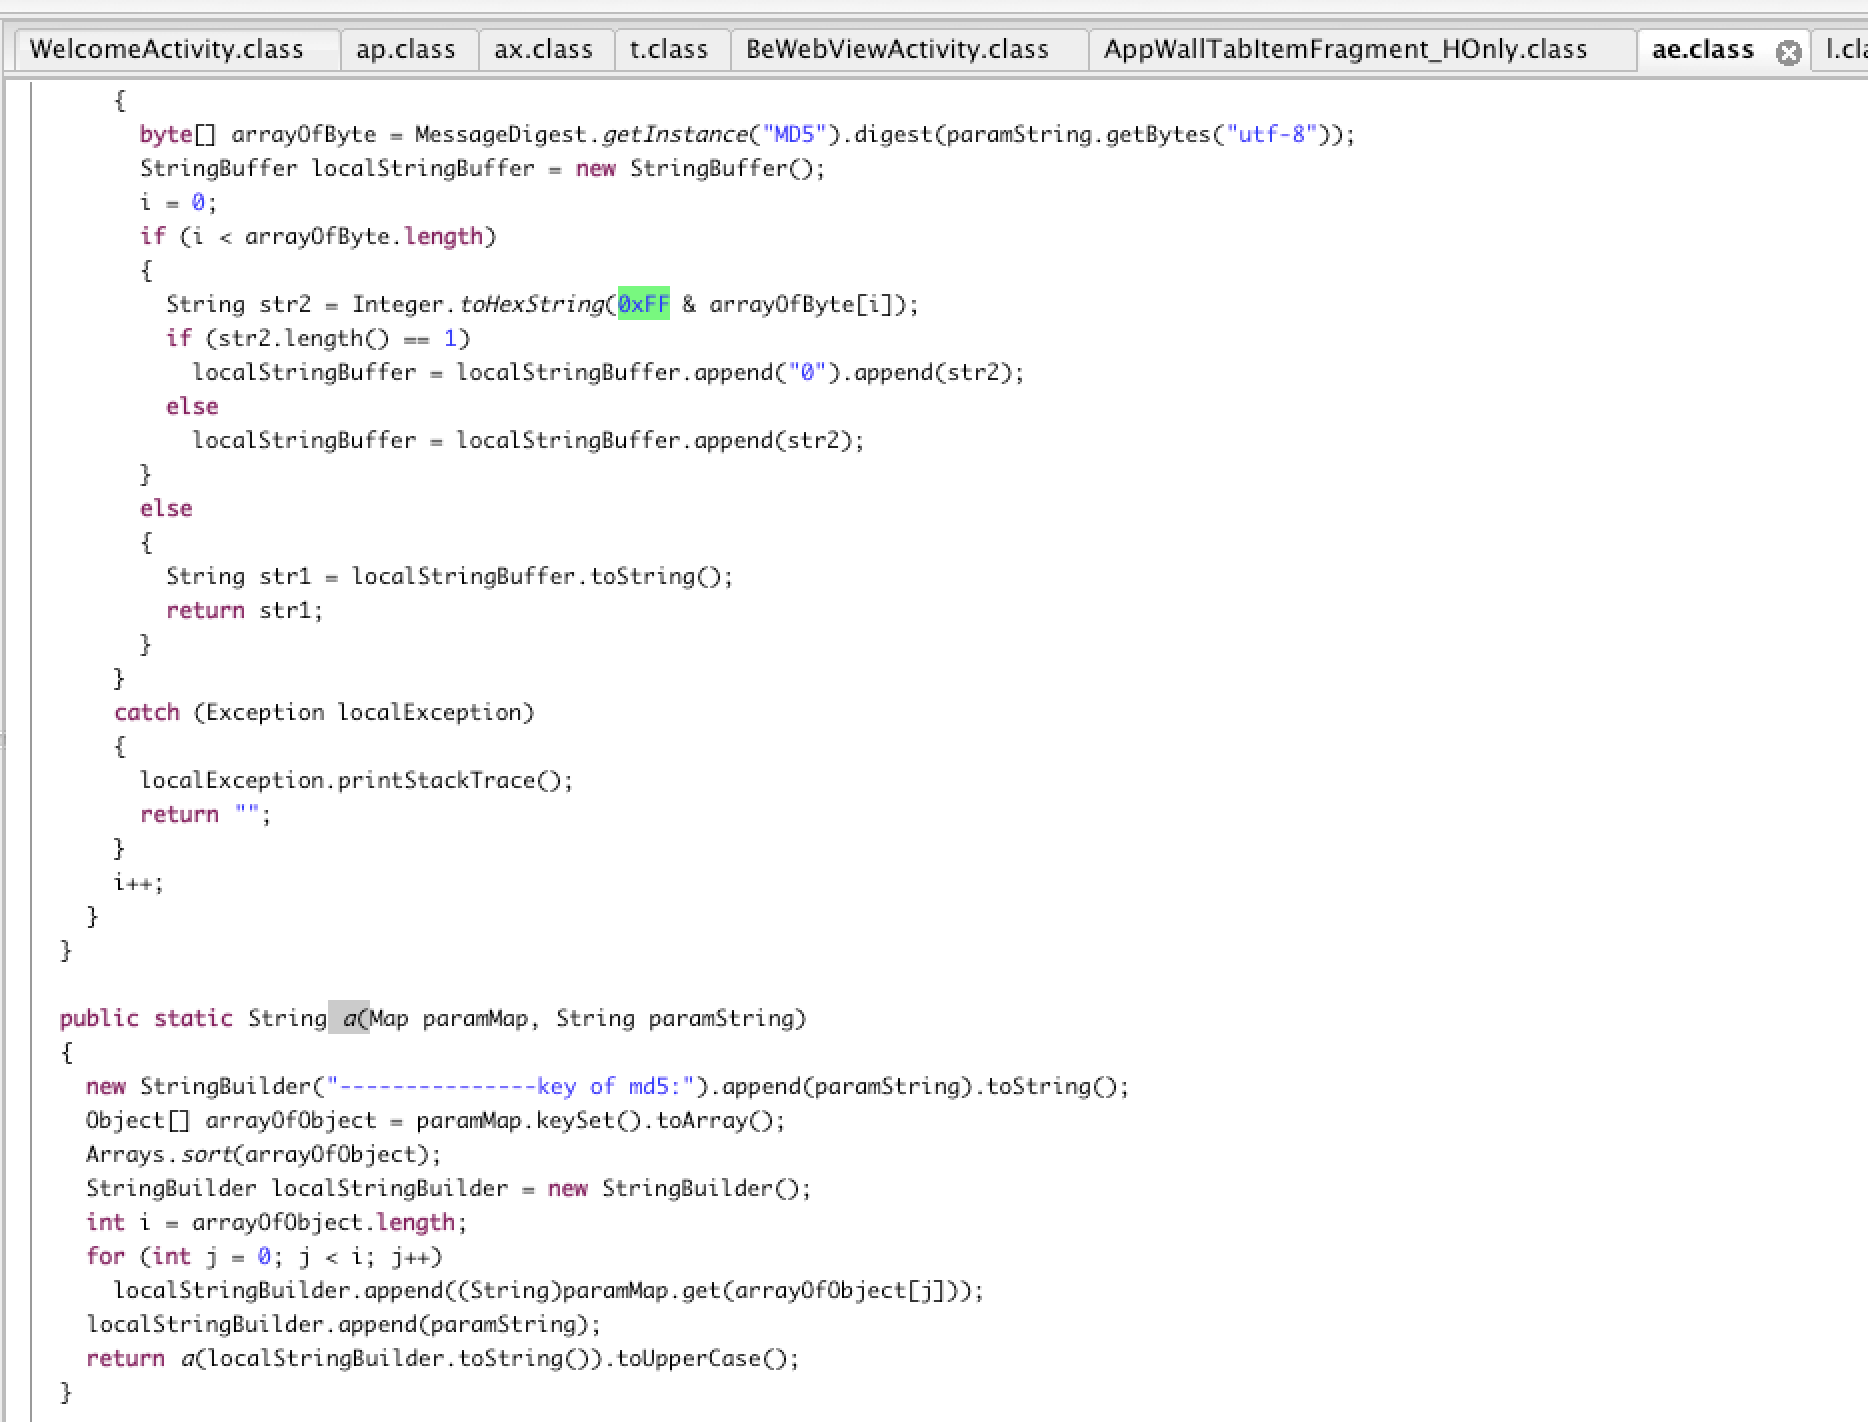 WelcomeActivity.class ap.class ax.class t.class BeWebViewActivity.class AppWallTabItemFragment_HOnly.class ae.class l.cla
{
byte[] arrayOfByte = MessageDigest.getInstance("MD5").digest(paramString.getBytes("utf-8"));
StringBuffer localStringBuffer = new StringBuffer();
i = 0;
if (i < arrayOfByte.length)
{
String str2 = Integer.toHexString(0xFF & arrayOfByte[i]);
if (str2.length() == 1)
localStringBuffer = localStringBuffer.append("0").append(str2);
else
localStringBuffer = localStringBuffer.append(str2);
}
else
{
String str1 = localStringBuffer.toString();
return str1;
}
}
catch (Exception localException)
{
localException.printStackTrace();
return "";
}
i++;
}
}
public static String a(Map paramMap, String paramString)
{
new StringBuilder("---------------key of md5:").append(paramString).toString();
Object[] arrayOfObject = paramMap.keySet().toArray();
Arrays.sort(arrayOfObject);
StringBuilder localStringBuilder = new StringBuilder();
int i = arrayOfObject.length;
for (int j = 0; j < i; j++)
localStringBuilder.append((String)paramMap.get(arrayOfObject[j]));
localStringBuilder.append(paramString);
return a(localStringBuilder.toString()).toUpperCase();
}